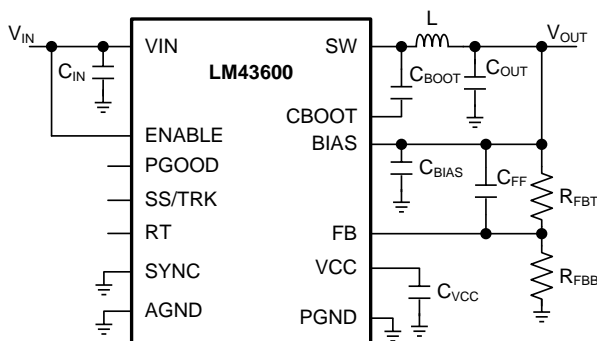 V_IN
VIN
SW
L
V_OUT
C_IN
LM43600
C_BOOT
C_OUT
CBOOT
ENABLE
BIAS
PGOOD
C_BIAS
C_FF
R_FBT
SS/TRK
RT
FB
SYNC
VCC
R_FBB
C_VCC
AGND
PGND